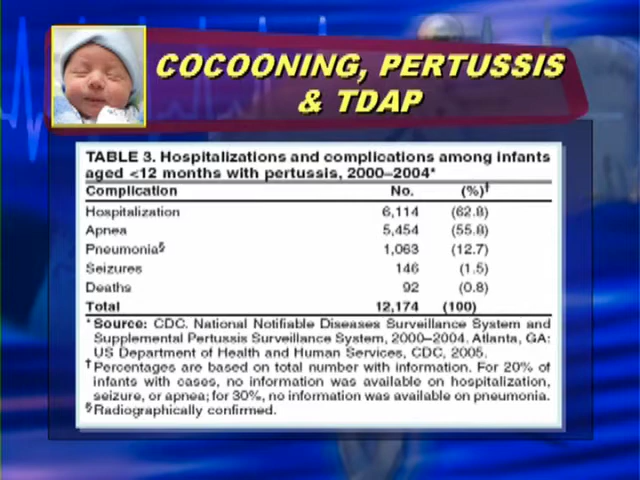 COCOONING, PERTUSSIS
& TDAP
TABLE 3. Hospitalizations and complications among infants
aged <12 months with pertussis, 2000–2004*
Complication No. (%)†
Hospitalization 6,114 (62.8)
Apnea 5,454 (55.8)
Pneumonia§ 1,063 (12.7)
Seizures 146 (1.5)
Deaths 92 (0.8)
Total 12,174 (100)
* Source: CDC. National Notifiable Diseases Surveillance System and
Supplemental Pertussis Surveillance System, 2000–2004. Atlanta, GA:
US Department of Health and Human Services, CDC, 2005.
† Percentages are based on total number with information. For 20% of
infants with cases, no information was available on hospitalization,
seizure, or apnea; for 30%, no information was available on pneumonia.
§ Radiographically confirmed.